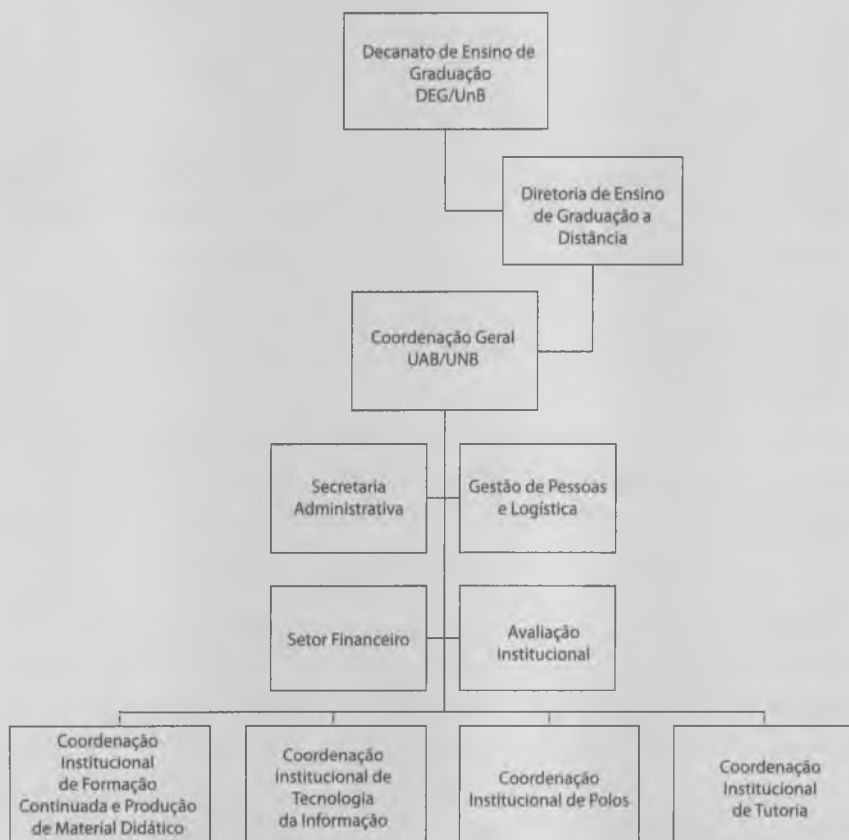 Decanato de Ensino de
Graduação
DEG/UnB
Diretoria de Ensino
de Graduação a
Distância
Coordenação Geral
UAB/UNB
Secretaria
Administrativa
Gestão de Pessoas
e Logística
Setor Financeiro
Avaliação
Institucional
Coordenação
Institucional
de Formação
Continuada e Produção
de Material Didático
Coordenação
Institucional de
Tecnologia
da Informação
Coordenação
Institucional de Polos
Coordenação
Institucional
de Tutoria